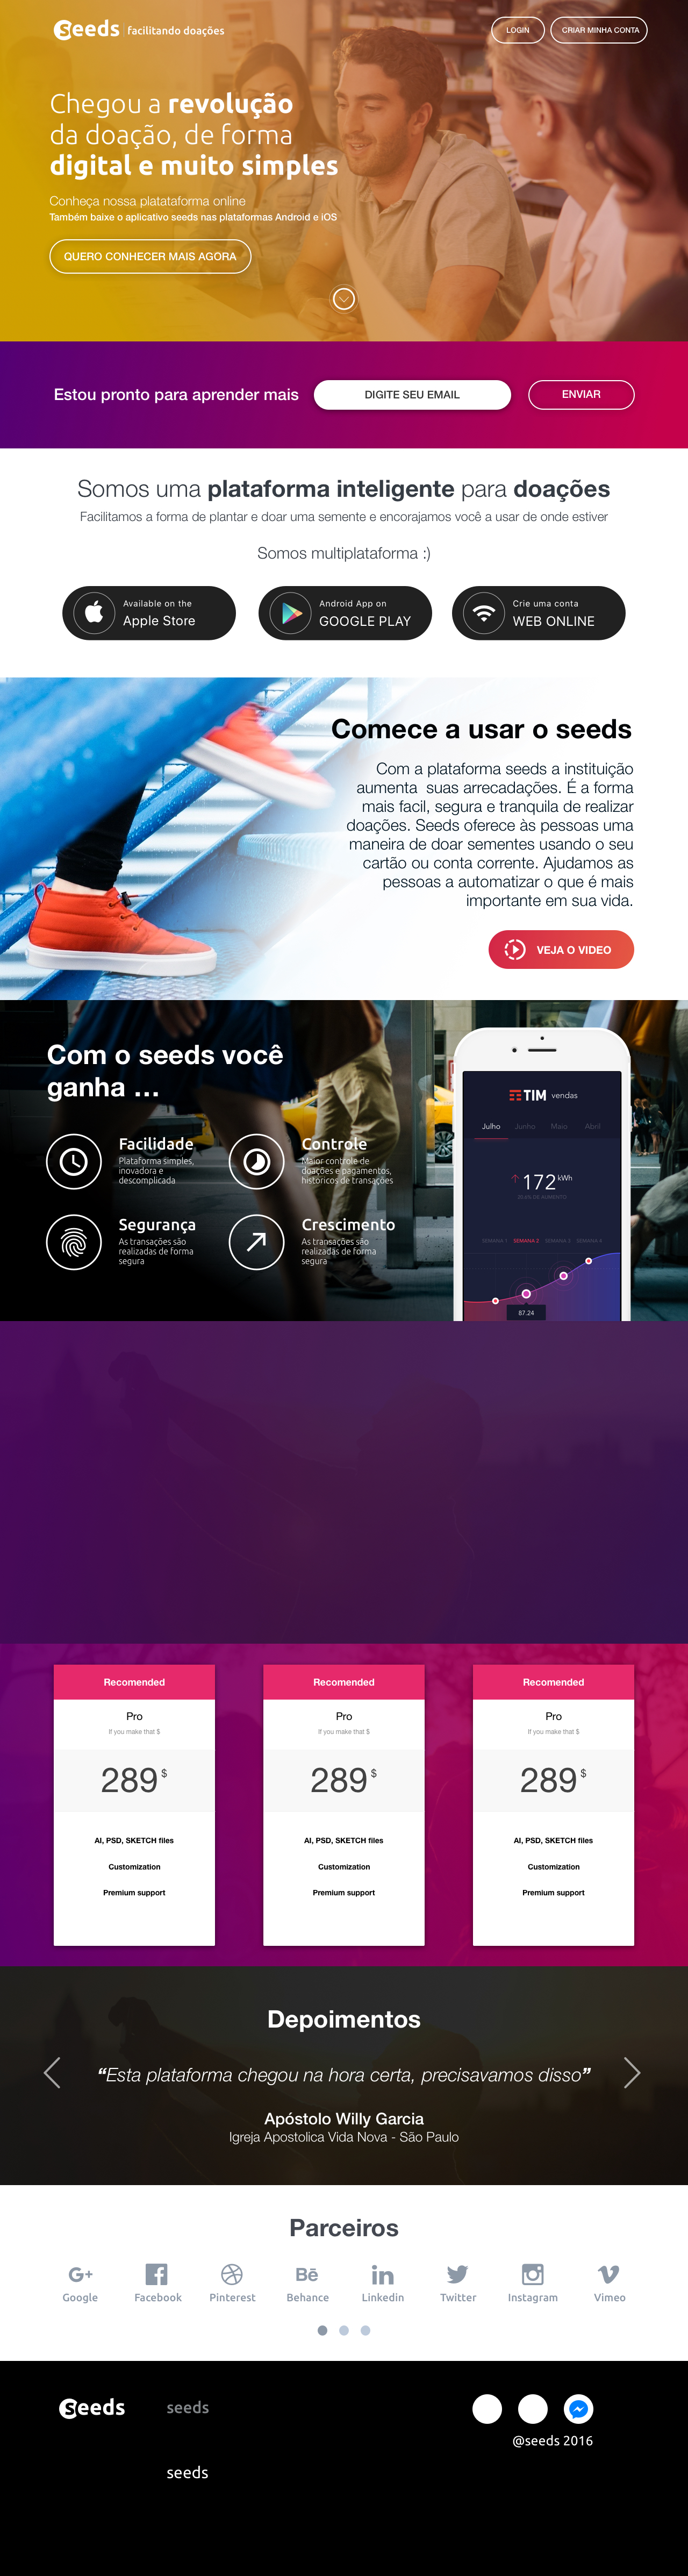 Seeds facilitando doações
LOGIN
CRIAR MINHA CONTA
Chegou a revolução
da doação, de forma
digital e muito simples
Conheça nossa platataforma online
Também baixe o aplicativo seeds nas plataformas Android e iOS
QUERO CONHECER MAIS AGORA
Estou pronto para aprender mais
DIGITE SEU EMAIL
ENVIAR
Somos uma plataforma inteligente para doações
Facilitamos a forma de plantar e doar uma semente e encorajamos você a usar de onde estiver
Somos multiplataforma :)
Available on the
Apple Store
Android App on
GOOGLE PLAY
Crie uma conta
WEB ONLINE
Comece a usar o seeds
Com a plataforma seeds a instituição
aumenta suas arrecadações. É a forma
mais facil, segura e tranquila de realizar
doações. Seeds oferece às pessoas uma
maneira de doar sementes usando o seu
cartão ou conta corrente. Ajudamos as
pessoas a automatizar o que é mais
importante em sua vida.
VEJA O VIDEO
Com o seeds você
ganha ...
Facilidade
Plataforma simples,
inovadora e
descomplicada
Controle
Maior controle de
doações e pagamentos,
históricos de transações
Segurança
As transações são
realizadas de forma
segura
Crescimento
As transações são
realizadas de forma
segura
TIM vendas
Julho Junho Maio Abril
172 kWh
20.6% DE AUMENTO
SEMANA 1 SEMANA 2 SEMANA 3 SEMANA 4
87.24
Recomended
Pro
If you make that $
289 $
AI, PSD, SKETCH files
Customization
Premium support
Recomended
Pro
If you make that $
289 $
AI, PSD, SKETCH files
Customization
Premium support
Recomended
Pro
If you make that $
289 $
AI, PSD, SKETCH files
Customization
Premium support
Depoimentos
“Esta plataforma chegou na hora certa, precisavamos disso”
Apóstolo Willy Garcia
Igreja Apostolica Vida Nova - São Paulo
Parceiros
Google
Facebook
Pinterest
Behance
Linkedin
Twitter
Instagram
Vimeo
Seeds
seeds
@seeds 2016
seeds